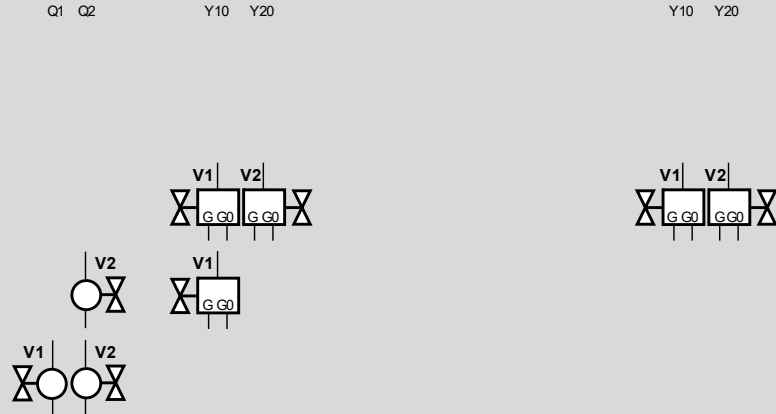 Q1 Q2 Y10 Y20 Y10 Y20
V1 V2 V1 V2
G G0 G G0 G G0 G G0
V2 V1
G G0
V1 V2